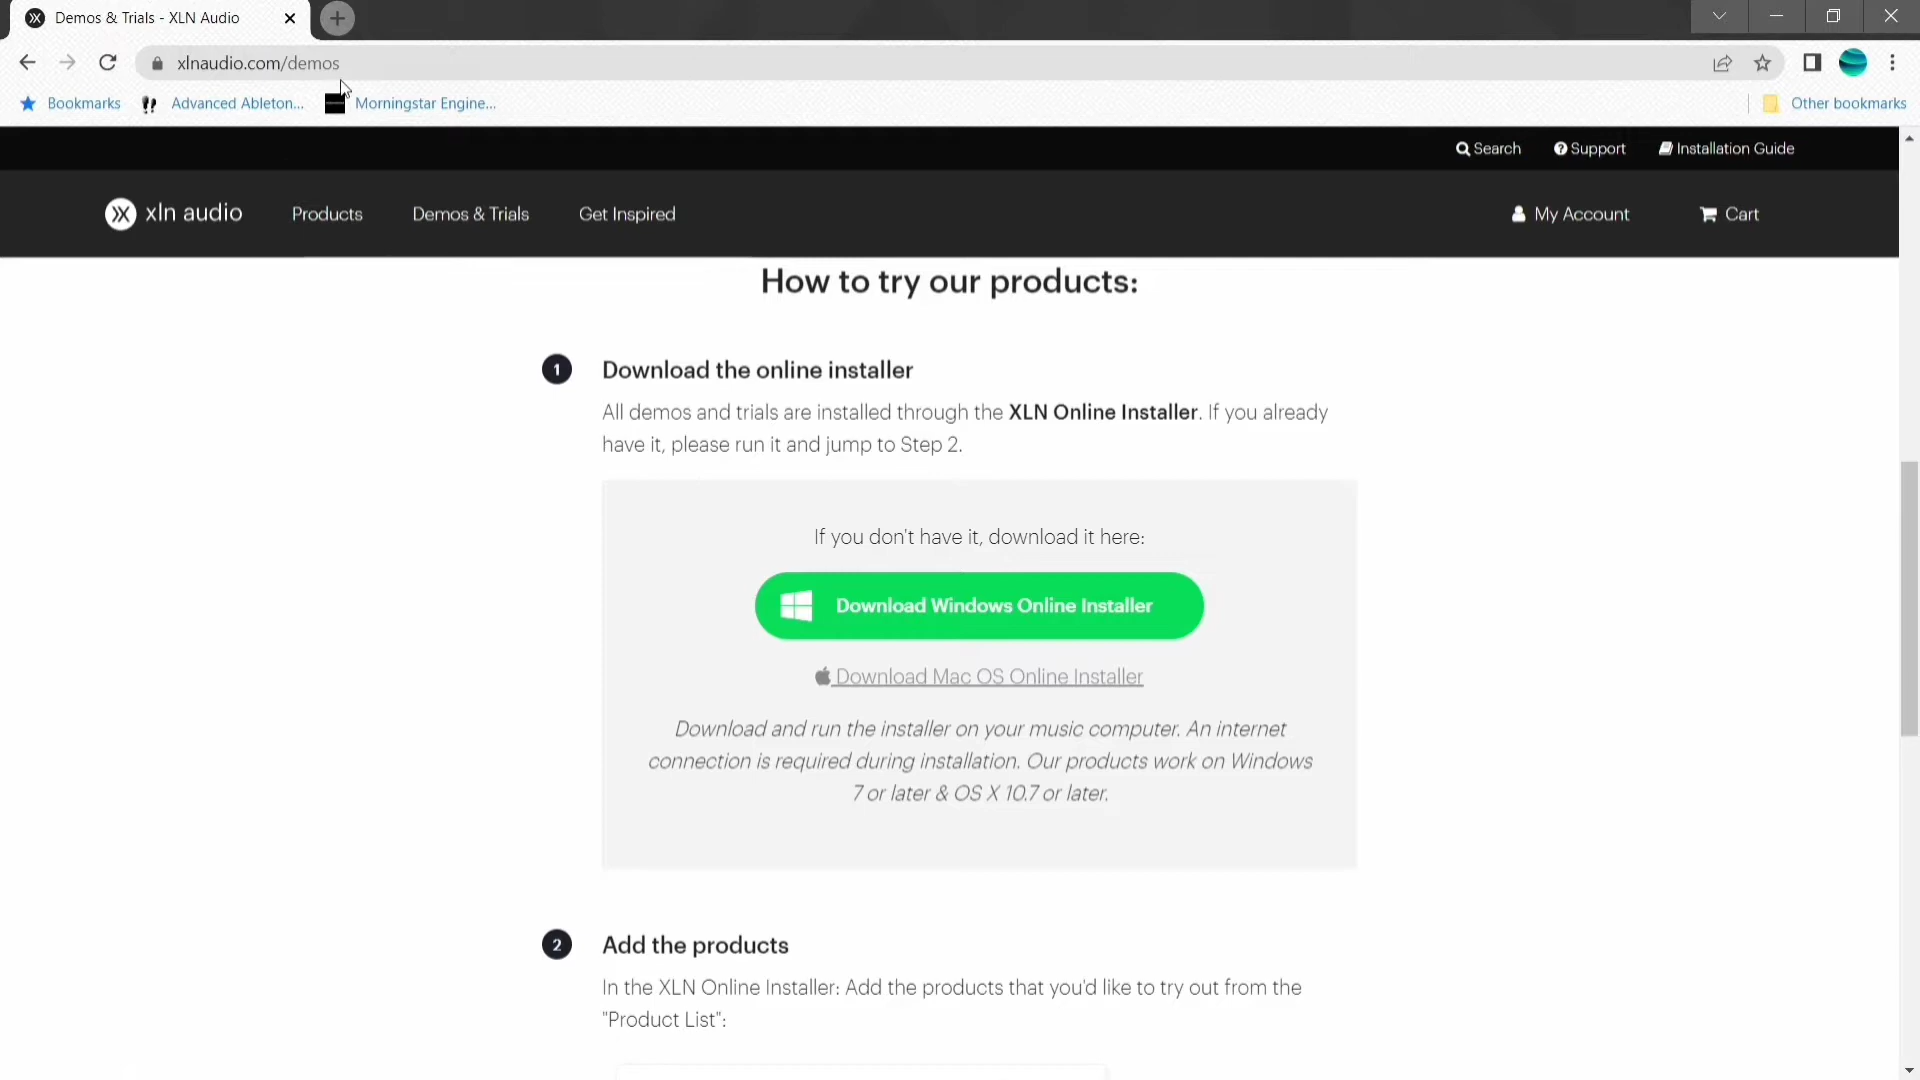 Demos & Trials - XLN Audio
xlnaudio.com/demos
Bookmarks
Advanced Ableton...
Morningstar Engine...
Other bookmarks
Search
Support
Installation Guide
xln audio
Products
Demos & Trials
Get Inspired
My Account
Cart
How to try our products:
1
Download the online installer
All demos and trials are installed through the XLN Online Installer. If you already
have it, please run it and jump to Step 2.
If you don't have it, download it here:
Download Windows Online Installer
Download Mac OS Online Installer
Download and run the installer on your music computer. An internet
connection is required during installation. Our products work on Windows
7 or later & OS X 10.7 or later.
2
Add the products
In the XLN Online Installer: Add the products that you'd like to try out from the
"Product List":